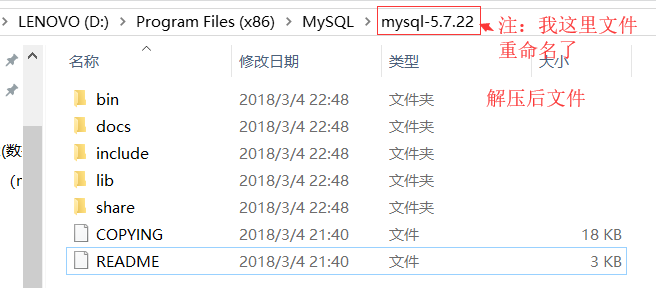 LENOVO (D:) › Program Files (x86) › MySQL › mysql-5.7.22
注：我这里文件
重命名了
名称 修改日期 类型 大小
解压后文件
bin 2018/3/4 22:48 文件夹
docs 2018/3/4 22:48 文件夹
include 2018/3/4 22:48 文件夹
lib 2018/3/4 22:48 文件夹
share 2018/3/4 22:48 文件夹
COPYING 2018/3/4 21:40 文件 18 KB
README 2018/3/4 21:40 文件 3 KB
(数
(n